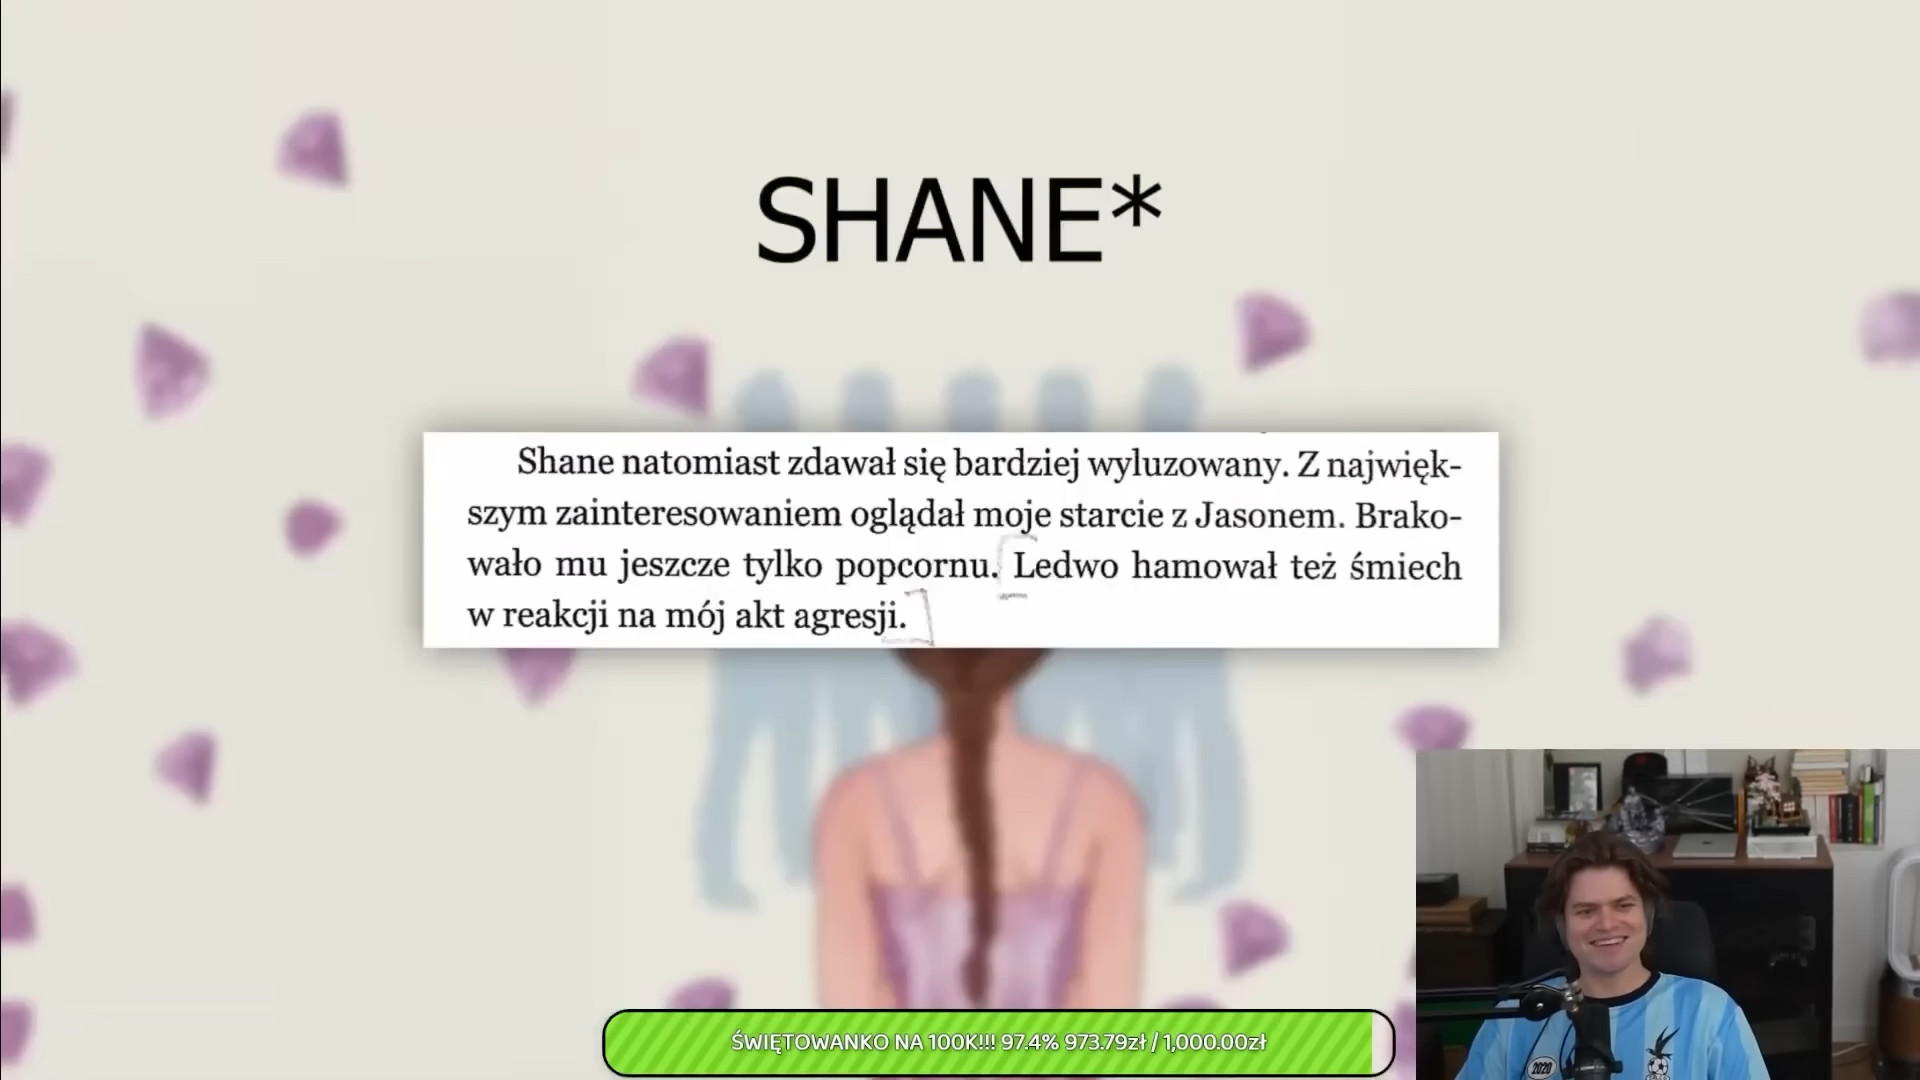 SHANE*
Shane natomiast zdawał się bardziej wyluzowany. Z najwięk-
szym zainteresowaniem oglądał moje starcie z Jasonem. Brako-
wało mu jeszcze tylko popcornu. Ledwo hamował też śmiech
w reakcji na mój akt agresji.
ŚWIĘTOWANKO NA 100K!!! 97.4% 973.79zł / 1,000.00zł
2020